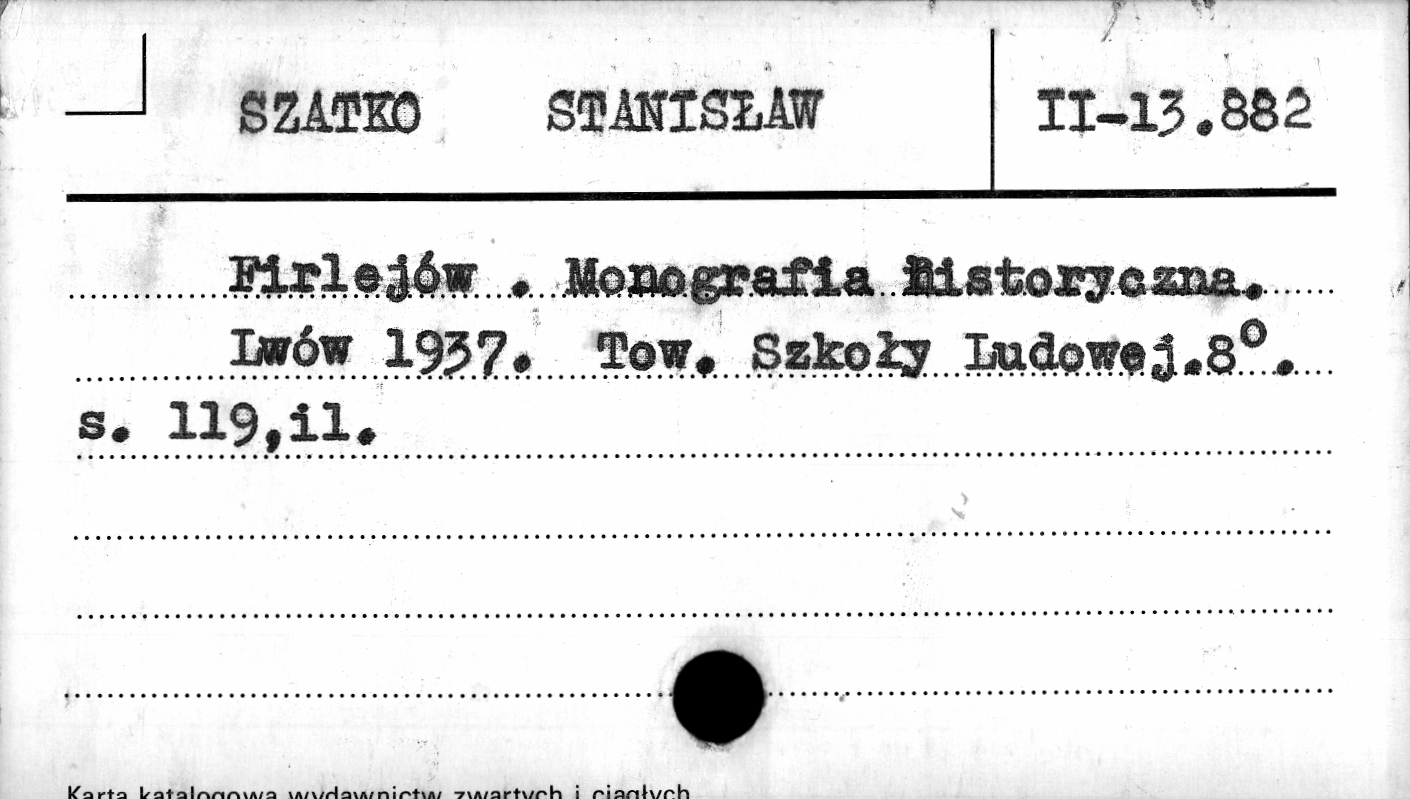 SZATKO STANISŁAW II-13.882
Firlejów . Monografia historyczna.
Lwów 1937. Tow. Szkoły Ludowej.8°.
s. 119,il.
Karta katalogowa wydawnictw zwartych i ciągłych